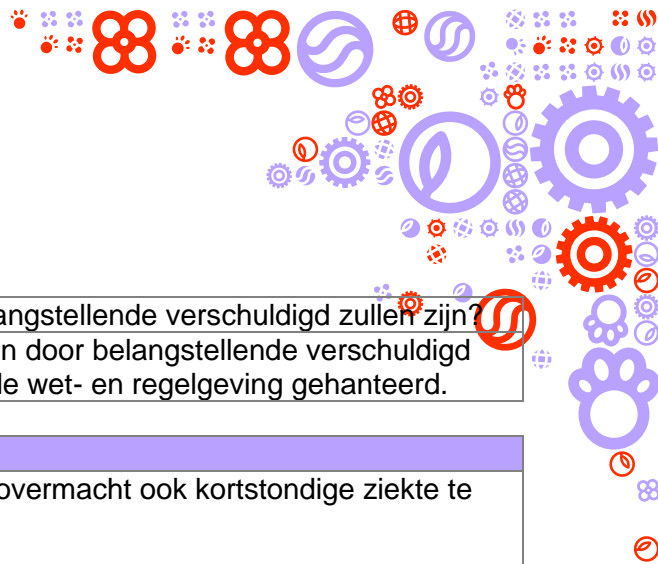 angstellende verschuldigd zullen zijn?
n door belangstellende verschuldigd
le wet- en regelgeving gehanteerd.
overmacht ook kortstondige ziekte te